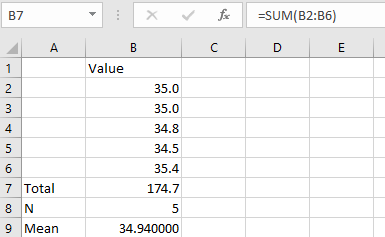 B7 fx =SUM(B2:B6)
A B C D E
1 Value
2 35.0
3 35.0
4 34.8
5 34.5
6 35.4
7 Total 174.7
8 N 5
9 Mean 34.940000